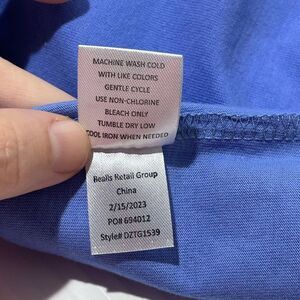 MACHINE WASH COLD
WITH LIKE COLORS
GENTLE CYCLE
USE NON-CHLORINE
BLEACH ONLY
TUMBLE DRY LOW
COOL IRON WHEN NEEDED
Bealls Retail Group
China
2/15/2023
PO# 694012
Style# DZTG1539